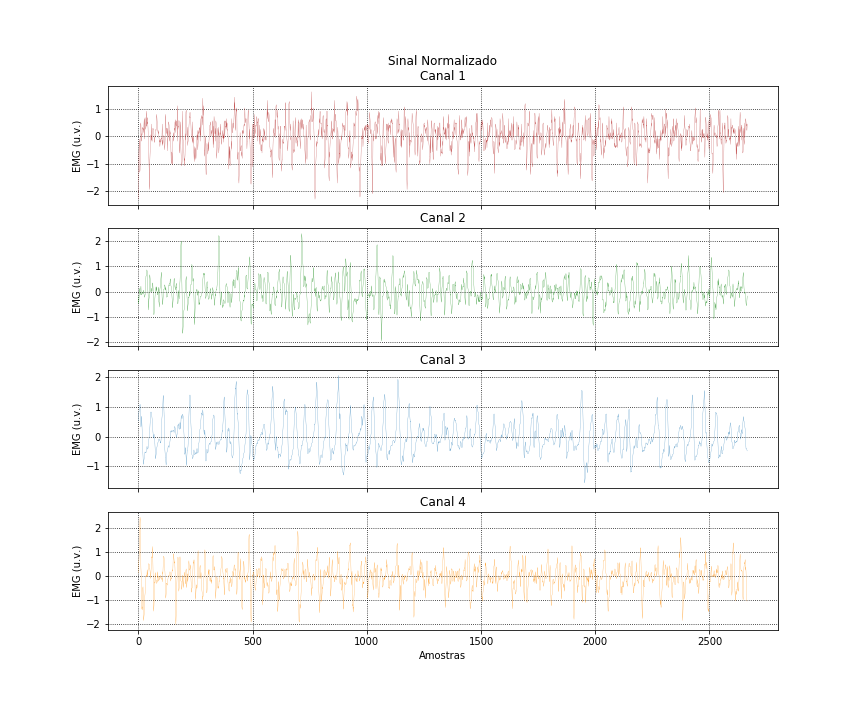 Sinal Normalizado
Canal 1
EMG (u.v.)
1
0
−1
−2
Canal 2
EMG (u.v.)
2
1
0
−1
−2
Canal 3
EMG (u.v.)
2
1
0
−1
Canal 4
EMG (u.v.)
2
1
0
−1
−2
0 500 1000 1500 2000 2500
Amostras